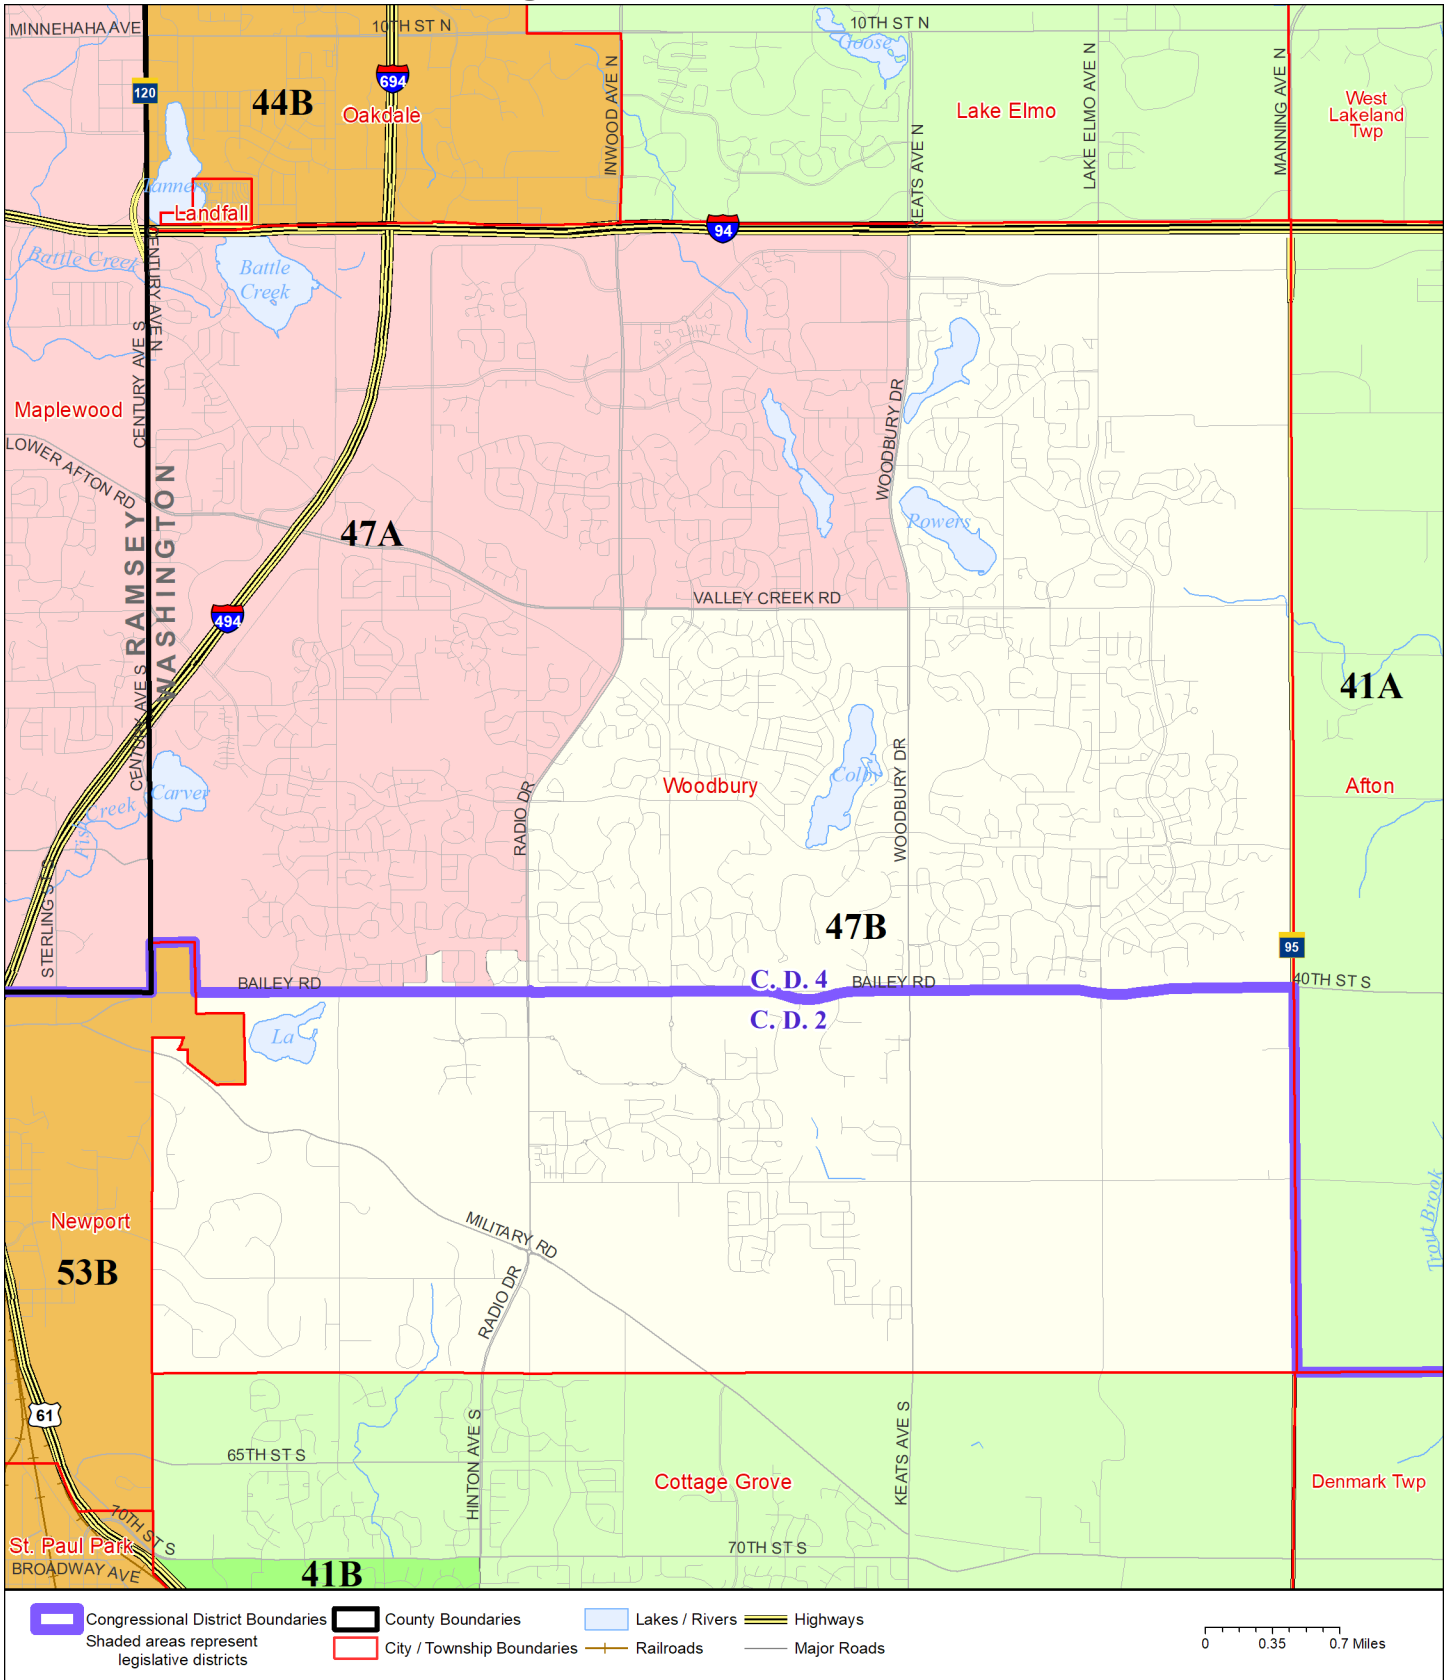 MINNEHAHA AVE
10TH ST N
10TH ST N
Goose
694
120
44B
Oakdale
INWOOD AVE N
Lake Elmo
LAKE ELMO AVE N
KEATS AVE N
MANNING AVE N
West
Lakeland
Twp
Tanners
Landfall
94
Battle Creek
Battle
Creek
CENTURY AVE N
CENTURY AVE S
Maplewood
LOWER AFTON RD
RAMSEY
WASHINGTON
47A
WOODBURY DR
Powers
VALLEY CREEK RD
494
41A
CENTURY AVE S
Carver
Fish Creek
RADIO DR
Woodbury
Colby
WOODBURY DR
Afton
STERLING ST S
47B
95
BAILEY RD
C. D. 4
BAILEY RD
40TH ST S
C. D. 2
La
Newport
53B
MILITARY RD
RADIO DR
Trout Brook
61
65TH ST S
HINTON AVE S
Cottage Grove
KEATS AVE S
Denmark Twp
70TH ST S
St. Paul Park
BROADWAY AVE
41B
70TH ST S
Congressional District Boundaries
County Boundaries
Lakes / Rivers
Highways
Shaded areas represent
legislative districts
City / Township Boundaries
Railroads
Major Roads
0 0.35 0.7 Miles